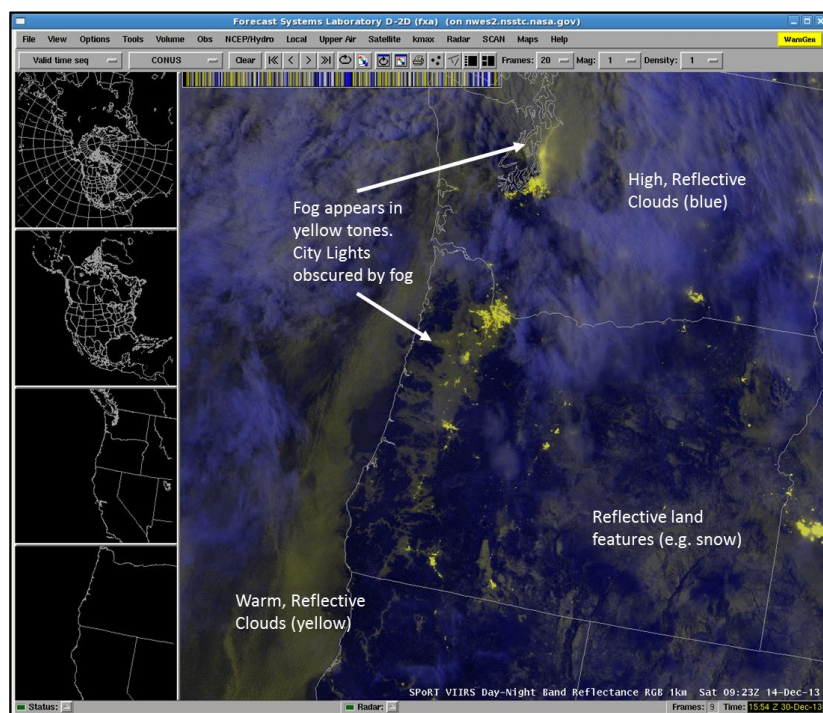 Forecast Systems Laboratory D-2D (fxa) (on nwes2.nsstc.nasa.gov)
File View Options Tools Volume Obs NCEP/Hydro Local Upper Air Satellite kmax Radar SCAN Maps Help WarnGen
Valid time seq CONUS Clear Frames: 20 Mag: 1 Density: 1
Fog appears in
yellow tones.
City Lights
obscured by fog
High, Reflective
Clouds (blue)
Reflective land
features (e.g. snow)
Warm, Reflective
Clouds (yellow)
SPoRT VIIRS Day-Night Band Reflectance RGB 1km Sat 09:23Z 14-Dec-13
Status: Radar: Frames: 9 Time: 15:54 Z 30-Dec-13